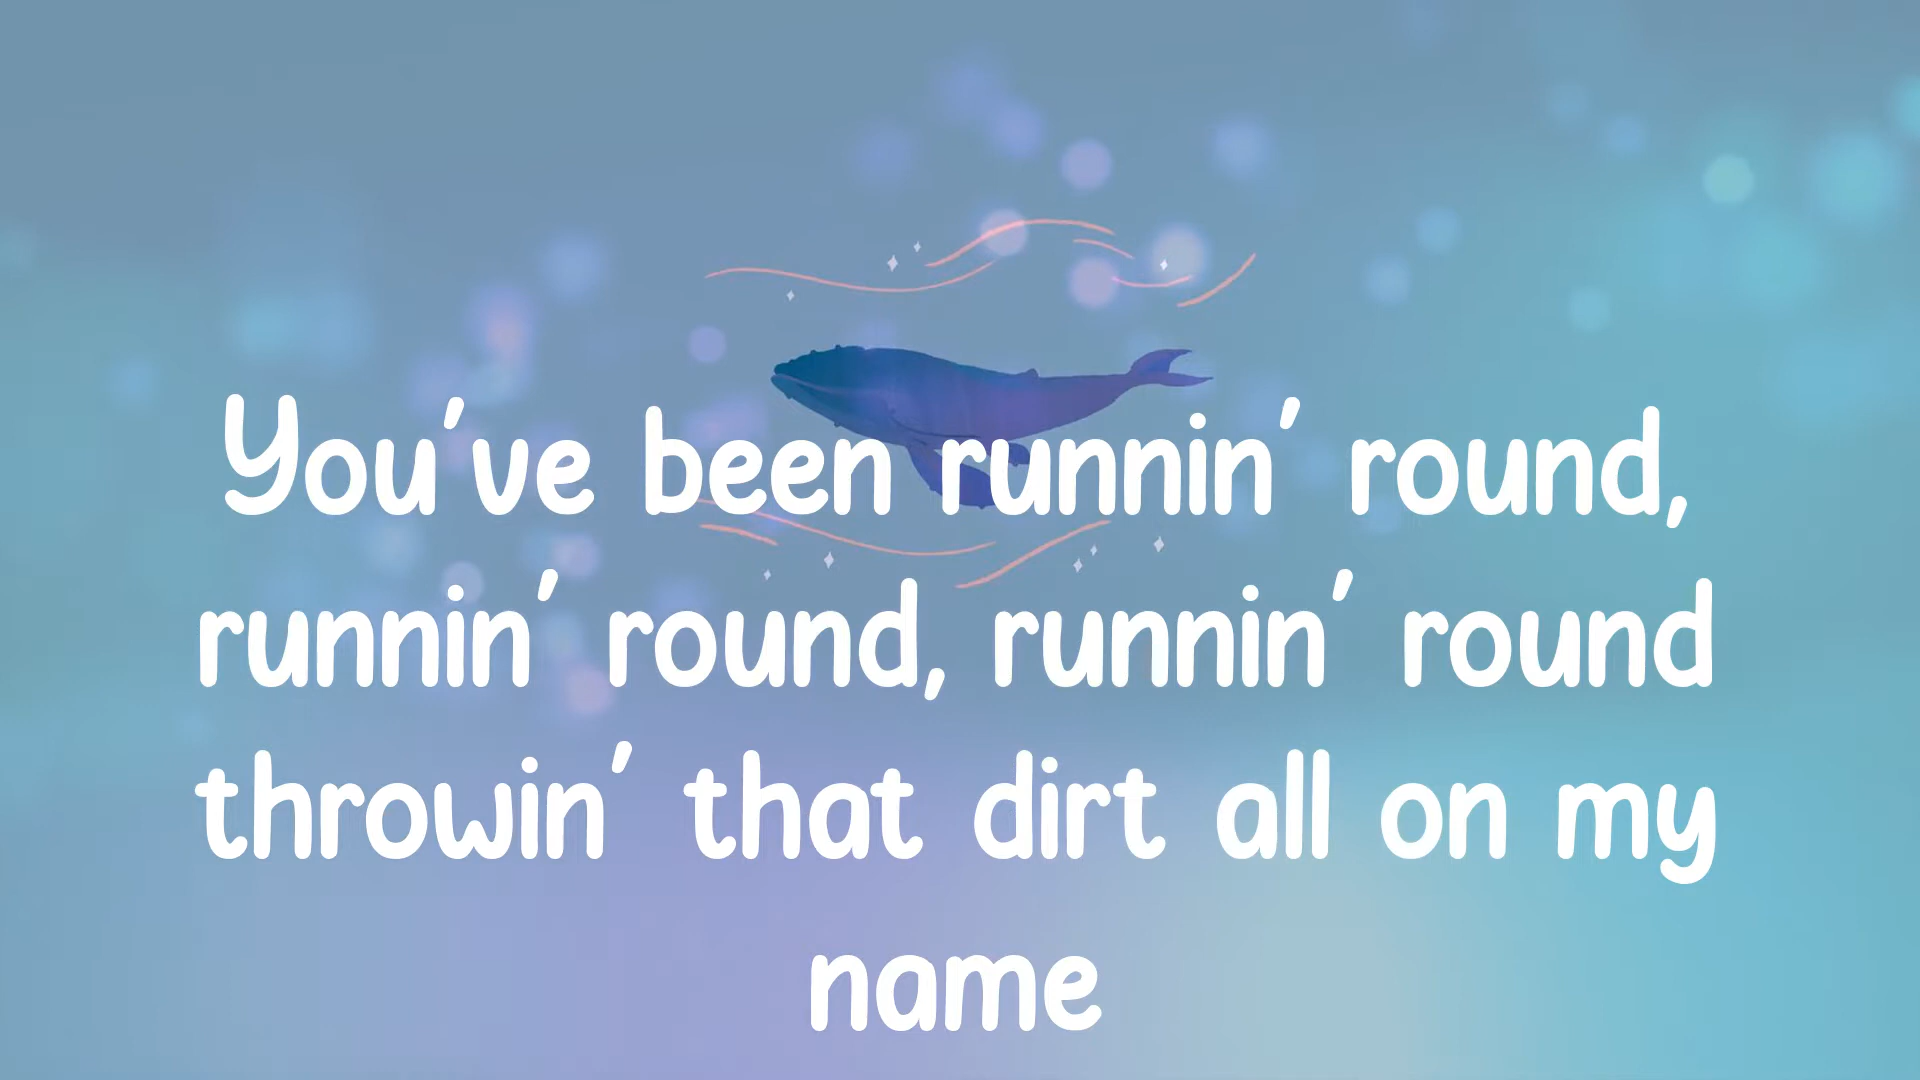 You've been runnin' round,
runnin' round, runnin' round
throwin' that dirt all on my
name